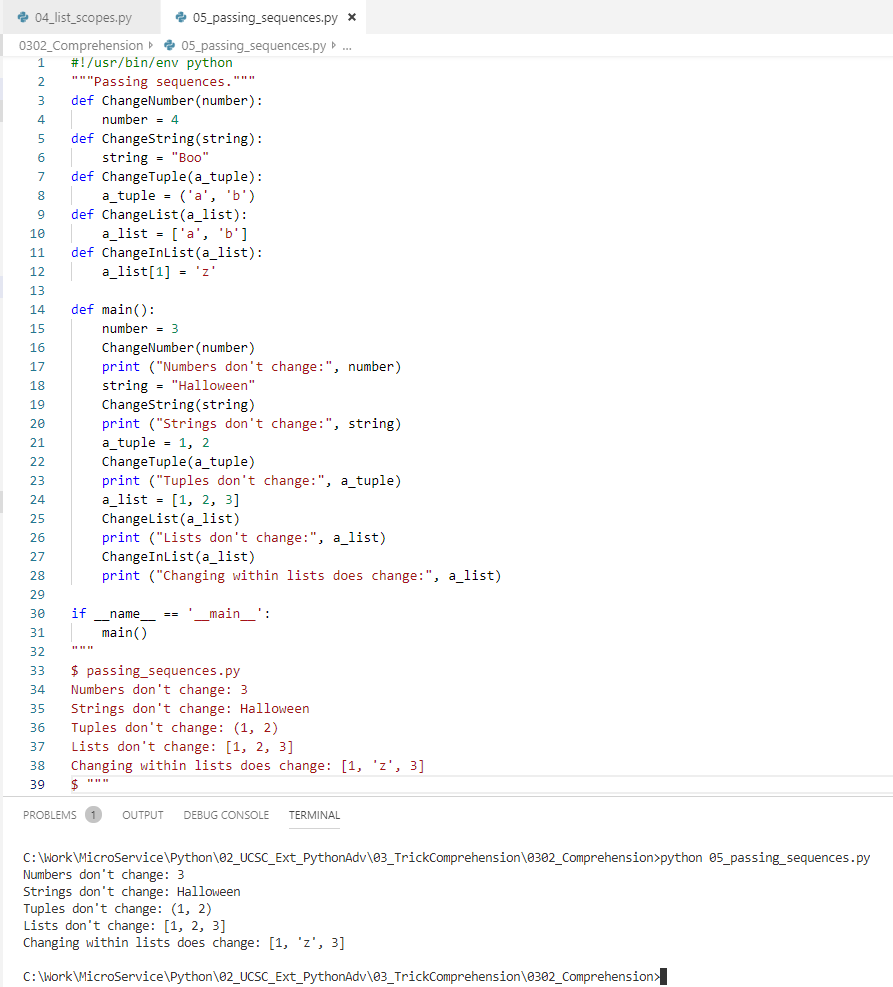 04_list_scopes.py 05_passing_sequences.py ×
0302_Comprehension 05_passing_sequences.py ...
1 #!/usr/bin/env python
2 """Passing sequences."""
3 def ChangeNumber(number):
4     number = 4
5 def ChangeString(string):
6     string = "Boo"
7 def ChangeTuple(a_tuple):
8     a_tuple = ('a', 'b')
9 def ChangeList(a_list):
10     a_list = ['a', 'b']
11 def ChangeInList(a_list):
12     a_list[1] = 'z'
13
14 def main():
15     number = 3
16     ChangeNumber(number)
17     print ("Numbers don't change:", number)
18     string = "Halloween"
19     ChangeString(string)
20     print ("Strings don't change:", string)
21     a_tuple = 1, 2
22     ChangeTuple(a_tuple)
23     print ("Tuples don't change:", a_tuple)
24     a_list = [1, 2, 3]
25     ChangeList(a_list)
26     print ("Lists don't change:", a_list)
27     ChangeInList(a_list)
28     print ("Changing within lists does change:", a_list)
29
30 if __name__ == '__main__':
31     main()
32 """
33 $ passing_sequences.py
34 Numbers don't change: 3
35 Strings don't change: Halloween
36 Tuples don't change: (1, 2)
37 Lists don't change: [1, 2, 3]
38 Changing within lists does change: [1, 'z', 3]
39 $ """
PROBLEMS 1 OUTPUT DEBUG CONSOLE TERMINAL
C:\Work\MicroService\Python\02_UCSC_Ext_PythonAdv\03_TrickComprehension\0302_Comprehension>python 05_passing_sequences.py
Numbers don't change: 3
Strings don't change: Halloween
Tuples don't change: (1, 2)
Lists don't change: [1, 2, 3]
Changing within lists does change: [1, 'z', 3]
C:\Work\MicroService\Python\02_UCSC_Ext_PythonAdv\03_TrickComprehension\0302_Comprehension>